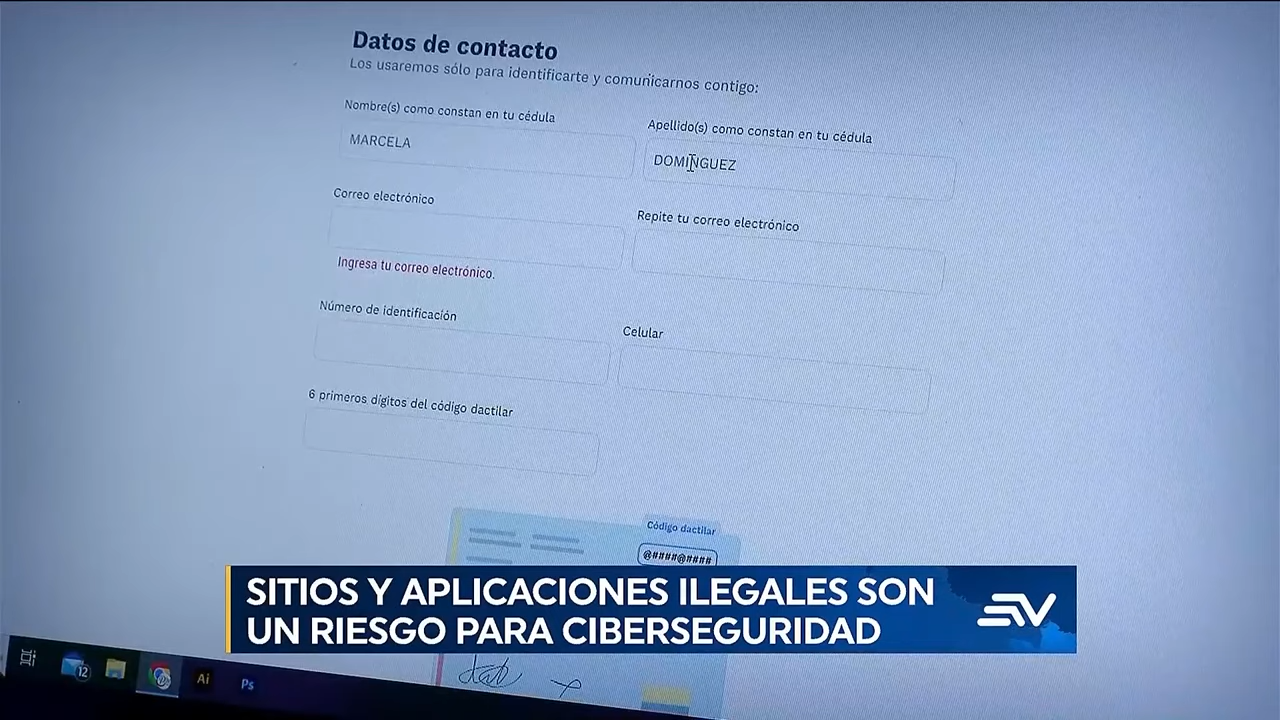 Datos de contacto
Los usaremos sólo para identificarte y comunicarnos contigo:
Nombre(s) como constan en tu cédula
Apellido(s) como constan en tu cédula
MARCELA
DOMINGUEZ
Correo electrónico
Repite tu correo electrónico
Ingresa tu correo electrónico.
Número de identificación
Celular
6 primeros dígitos del código dactilar
Código dactilar
@####@####
SITIOS Y APLICACIONES ILEGALES SON
UN RIESGO PARA CIBERSEGURIDAD
12
Ai
Ps